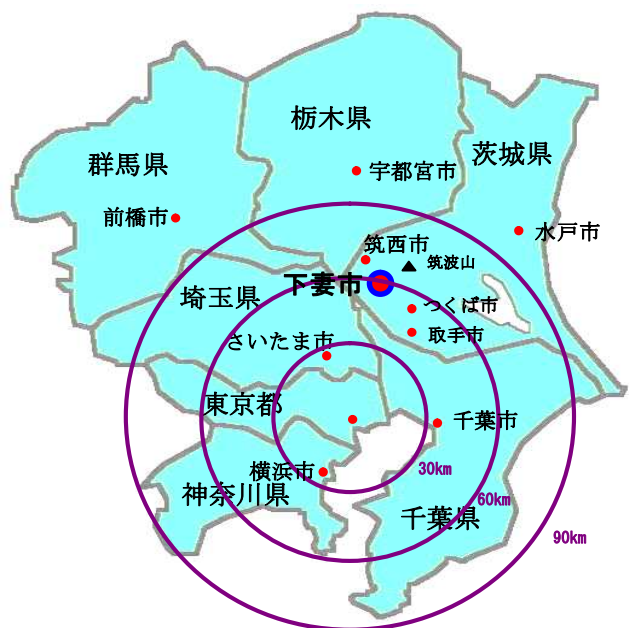 栃木県
群馬県
茨城県
宇都宮市
前橋市
水戸市
筑西市
筑波山
下妻市
埼玉県
つくば市
取手市
さいたま市
東京都
千葉市
横浜市
30km
神奈川県
60km
千葉県
90km